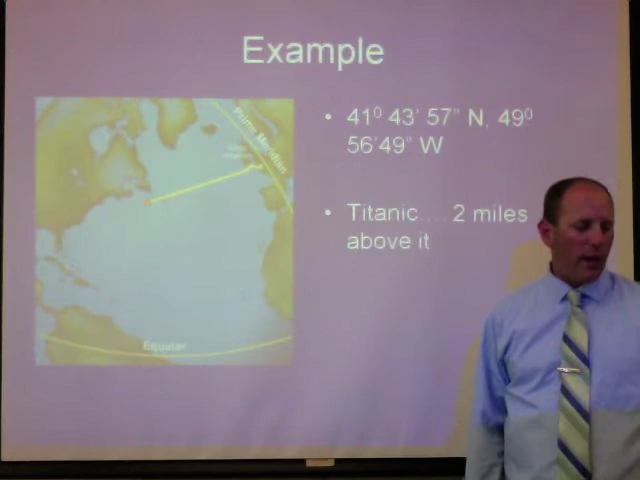 Example
• 41⁰ 43' 57" N, 49⁰
56'49" W
• Titanic.... 2 miles
above it
Prime Meridian
Equator